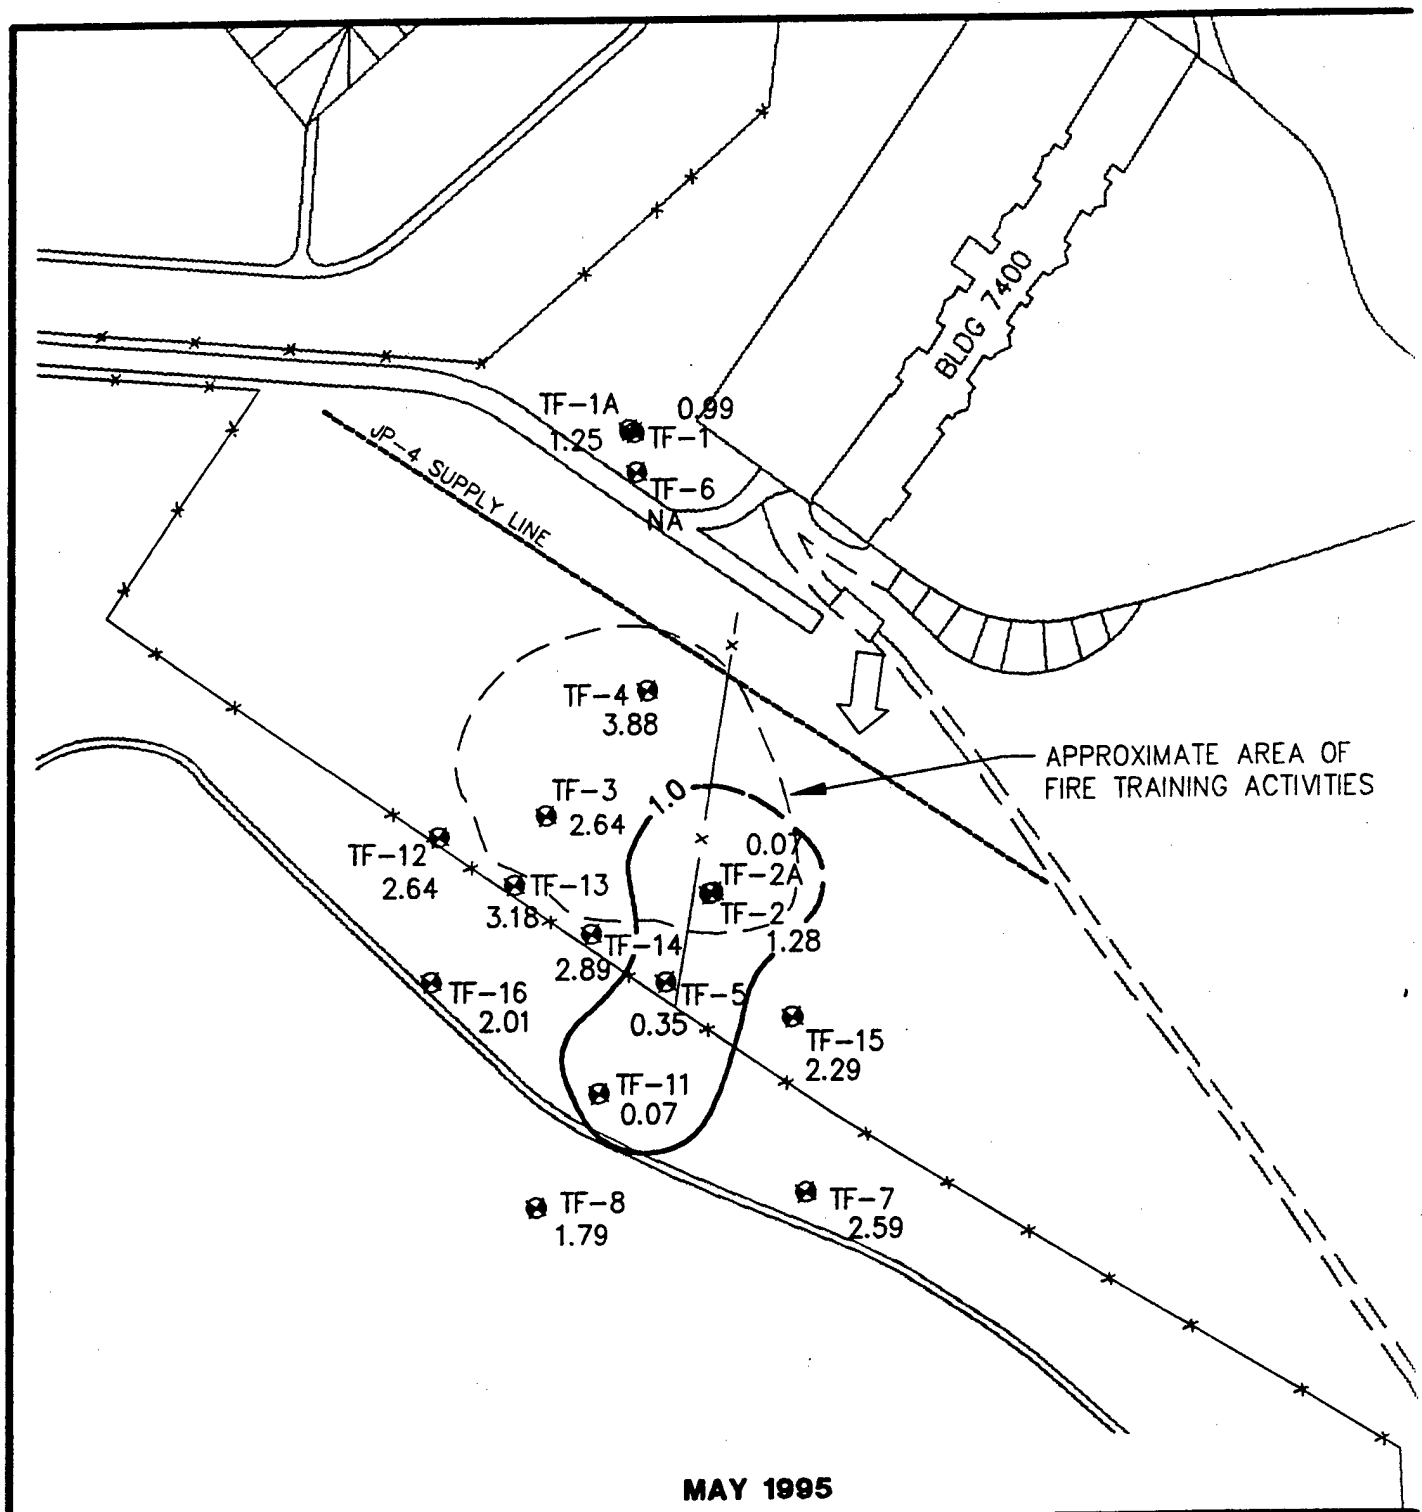 BLDG 7400
TF-1A
0.99
1.25
TF-1
TF-6
NA
JP-4 SUPPLY LINE
TF-4
3.88
APPROXIMATE AREA OF
FIRE TRAINING ACTIVITIES
TF-3
2.64
1.0
0.07
TF-12
2.64
TF-13
3.18
TF-2A
TF-2
1.28
TF-14
2.89
TF-16
2.01
TF-5
0.35
TF-15
2.29
TF-11
0.07
TF-8
1.79
TF-7
2.59
MAY 1995